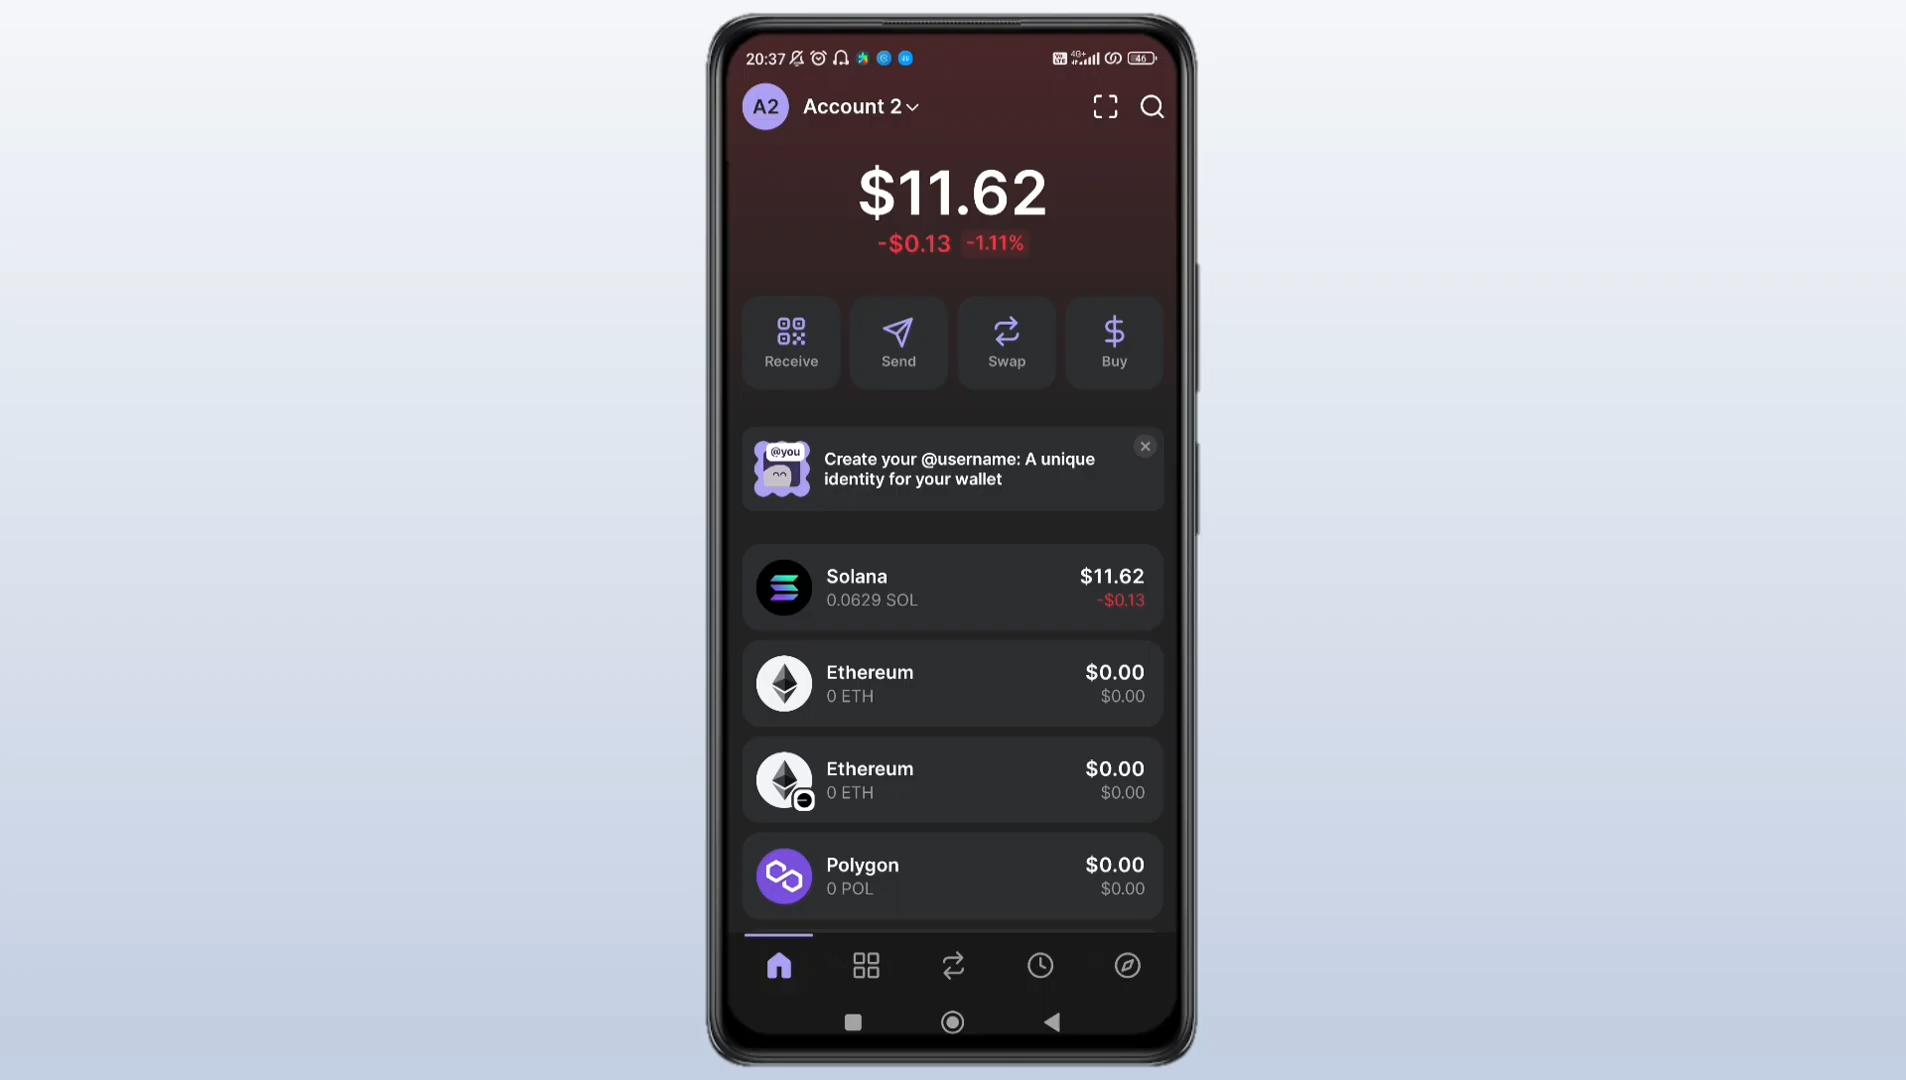 20:37
4G+
46
A2 Account 2
$11.62
-$0.13 -1.11%
Receive Send Swap Buy
@you
Create your @username: A unique
identity for your wallet
Solana $11.62
0.0629 SOL -$0.13
Ethereum $0.00
0 ETH $0.00
Ethereum $0.00
0 ETH $0.00
Polygon $0.00
0 POL $0.00